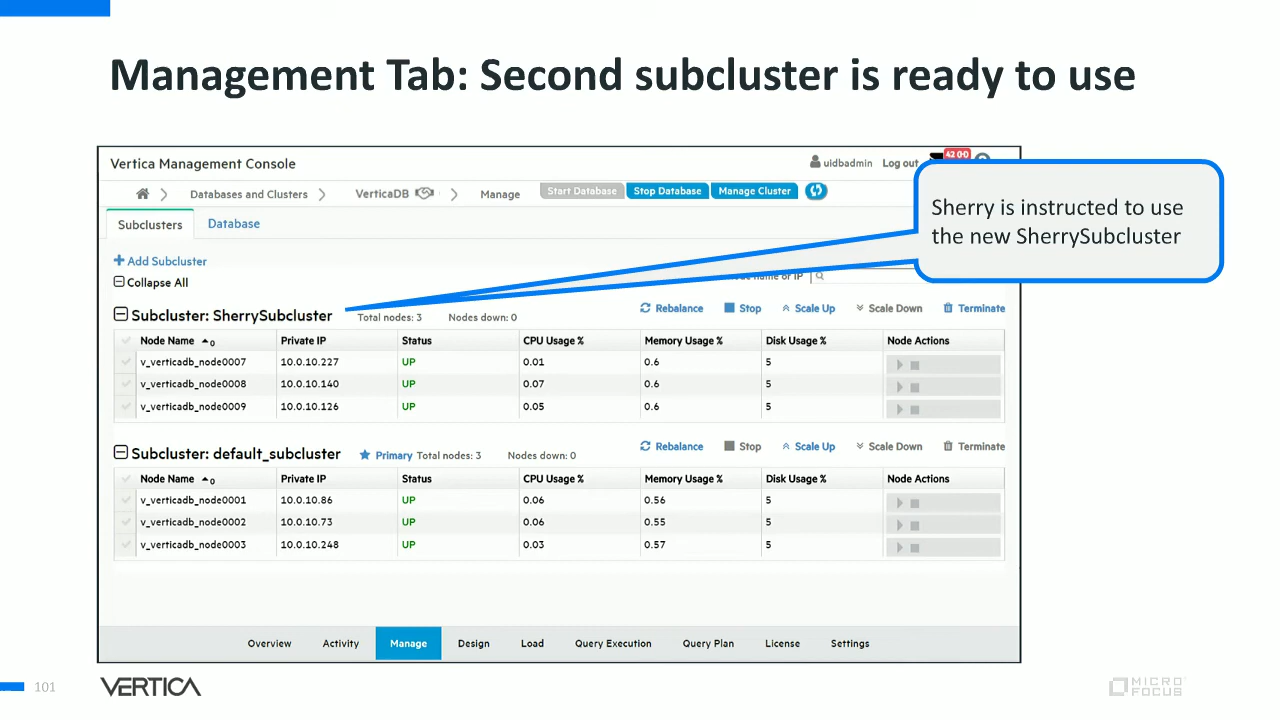 Management Tab: Second subcluster is ready to use
Vertica Management Console
uidbadmin Log out
Databases and Clusters VerticaDB Manage Start Database Stop Database Manage Cluster
Sherry is instructed to use
the new SherrySubcluster
Subclusters Database
Add Subcluster
name or IP
Collapse All
Subcluster: SherrySubcluster Total nodes: 3 Nodes down: 0 Rebalance Stop Scale Up Scale Down Terminate
Node Name Private IP Status CPU Usage % Memory Usage % Disk Usage % Node Actions
v_verticadb_node0007 10.0.10.227 UP 0.01 0.6 5
v_verticadb_node0008 10.0.10.140 UP 0.07 0.6 5
v_verticadb_node0009 10.0.10.126 UP 0.05 0.6 5
Subcluster: default_subcluster Primary Total nodes: 3 Nodes down: 0 Rebalance Stop Scale Up Scale Down Terminate
Node Name Private IP Status CPU Usage % Memory Usage % Disk Usage % Node Actions
v_verticadb_node0001 10.0.10.86 UP 0.06 0.56 5
v_verticadb_node0002 10.0.10.73 UP 0.06 0.55 5
v_verticadb_node0003 10.0.10.248 UP 0.03 0.57 5
Overview Activity Manage Design Load Query Execution Query Plan License Settings
101 VERTICA
MICRO
FOCUS